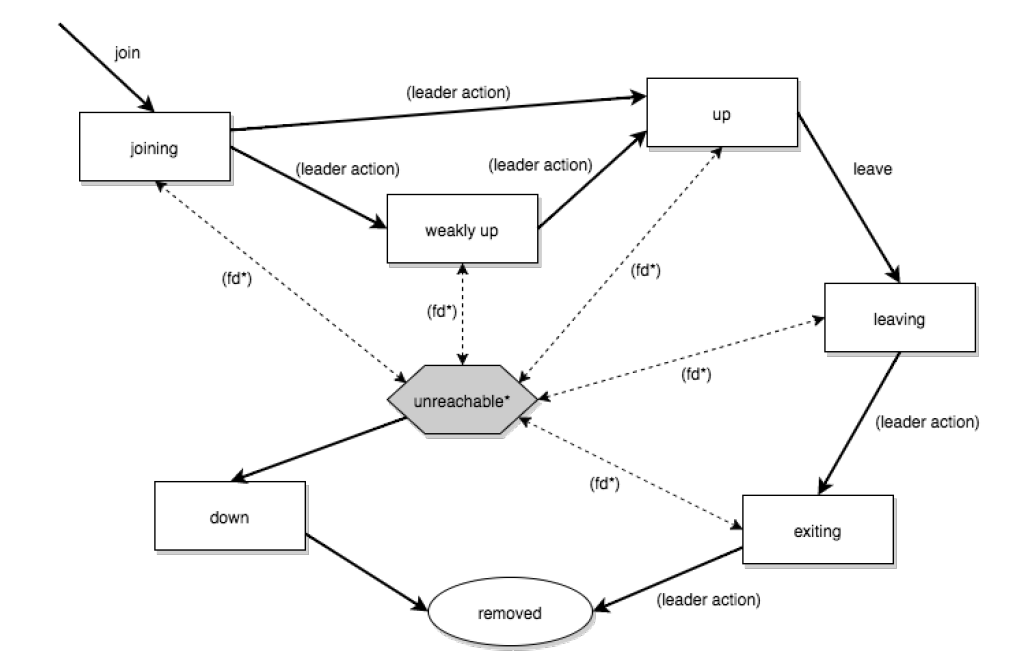 join
(leader action)
up
joining
(leader action)
(leader action)
leave
weakly up
(fd*)
(fd*)
(fd*)
leaving
(fd*)
unreachable*
(leader action)
(fd*)
down
exiting
removed
(leader action)